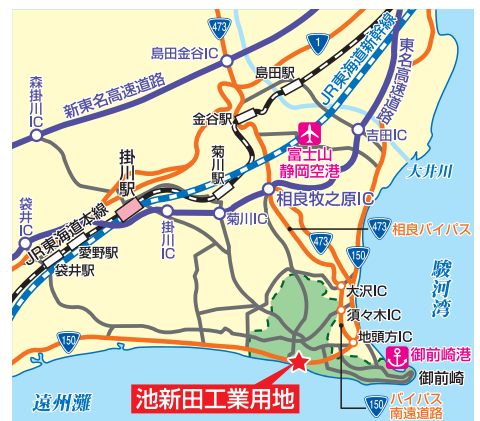 473
1
島田金谷IC
島田駅
JR東海道新幹線
東名高速道路
新東名高速道路
森掛川IC
金谷駅
吉田IC
富士山
静岡空港
大井川
掛川駅
菊川駅
相良牧之原IC
袋井IC
JR東海道本線
掛川IC
菊川IC
473
相良バイパス
愛野駅
473
袋井駅
150
駿河湾
大沢IC
須々木IC
150
地頭方IC
御前崎港
御前崎
池新田工業用地
遠州灘
150
バイパス
南遠道路